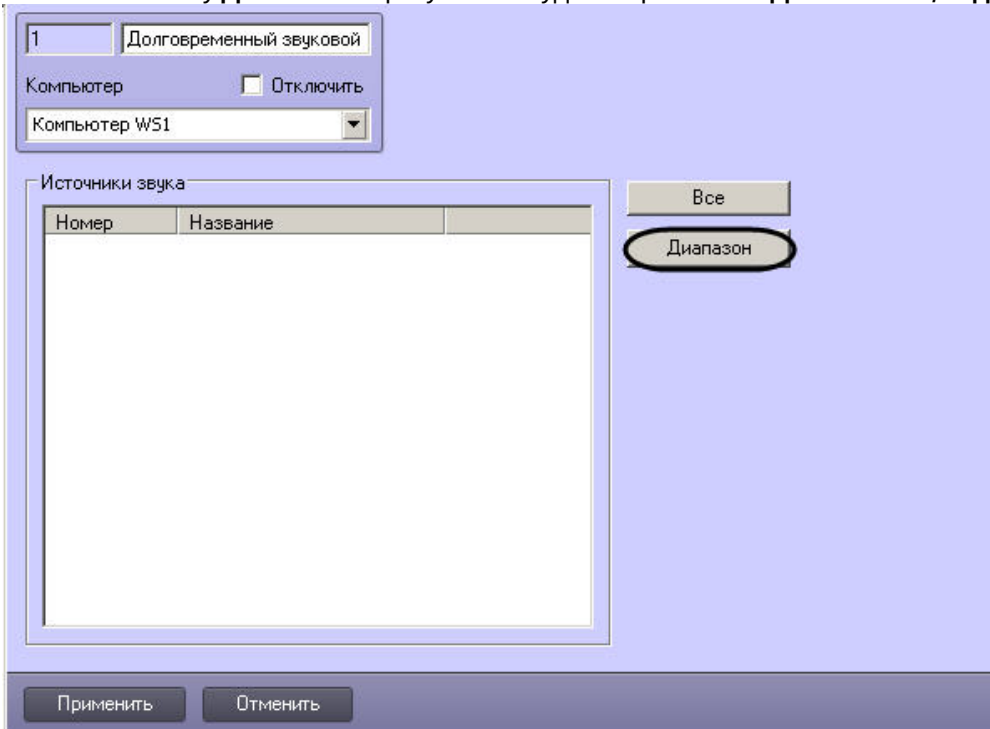 1 Долговременный звуковой
Компьютер Отключить
Компьютер WS1
Источники звука
Номер Название
Все
Диапазон
Применить Отменить